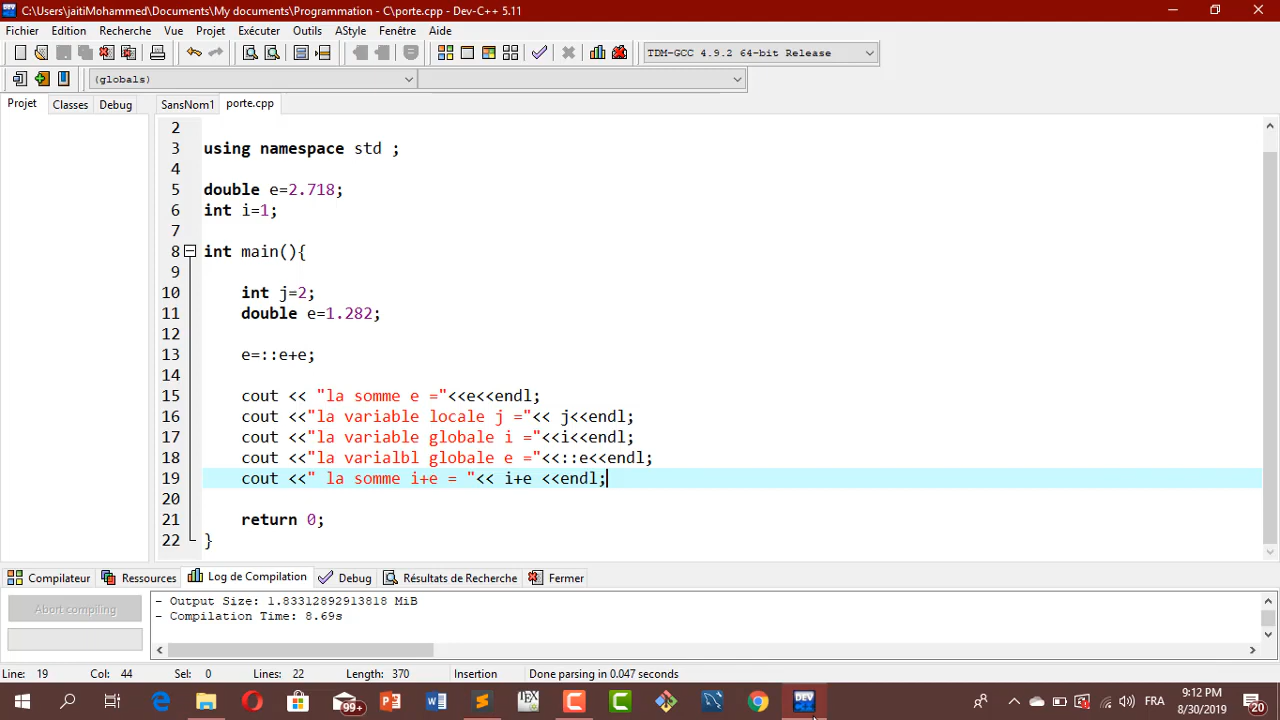 C:\Users\jaitiMohammed\Documents\My documents\Programmation - C\porte.cpp - Dev-C++ 5.11
Fichier Edition Recherche Vue Projet Exécuter Outils AStyle Fenêtre Aide
TDM-GCC 4.9.2 64-bit Release
(globals)
Projet Classes Debug SansNom1 porte.cpp
2
3 using namespace std ;
4
5 double e=2.718;
6 int i=1;
7
8 int main(){
9
10 int j=2;
11 double e=1.282;
12
13 e=::e+e;
14
15 cout << "la somme e ="<<e<<endl;
16 cout <<"la variable locale j ="<< j<<endl;
17 cout <<"la variable globale i ="<<i<<endl;
18 cout <<"la varialbl globale e ="<<::e<<endl;
19 cout <<" la somme i+e = "<< i+e <<endl;
20
21 return 0;
22 }
Compilateur Ressources Log de Compilation Debug Résultats de Recherche Fermer
Abort compiling
- Output Size: 1.83312892913818 MiB
- Compilation Time: 8.69s
Line: 19 Col: 44 Sel: 0 Lines: 22 Length: 370 Insertion Done parsing in 0.047 seconds
99+
DEV
FRA
9:12 PM
8/30/2019
20